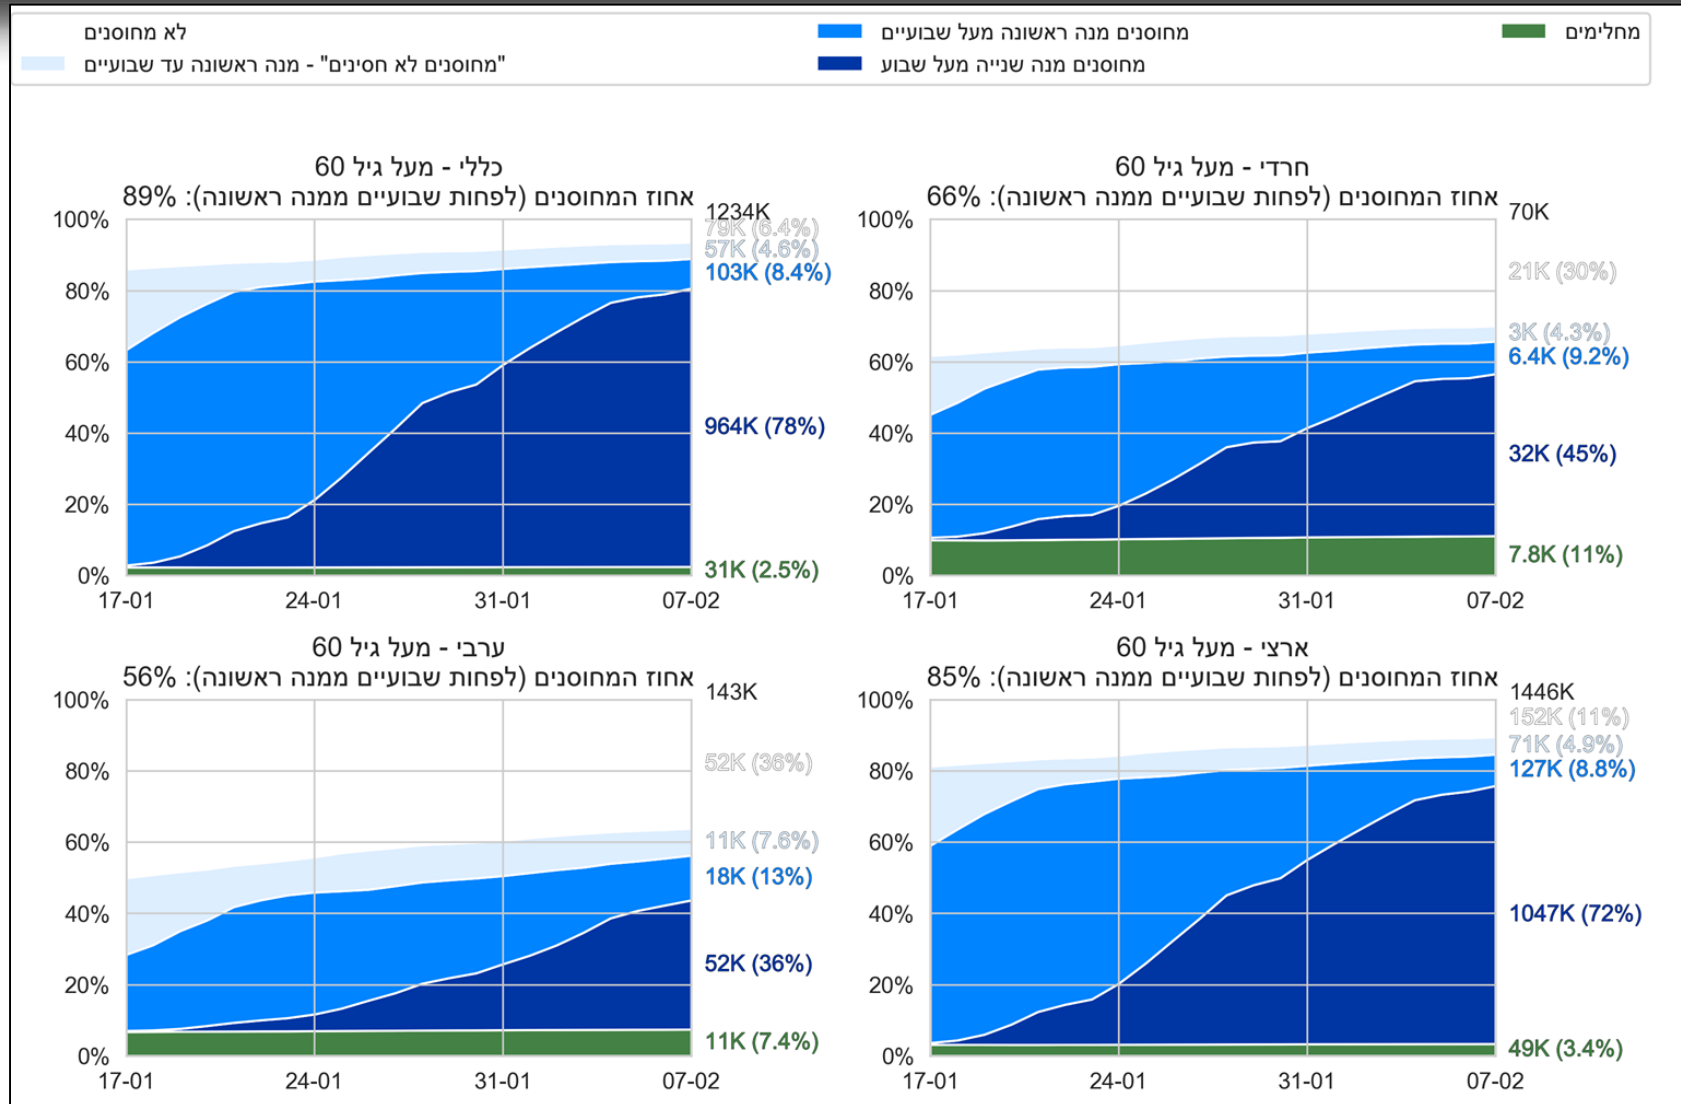 מחלימים
מחוסנים מנה ראשונה מעל שבועיים
לא מחוסנים
מחוסנים מנה שנייה מעל שבוע
"מחוסנים לא חסינים" - מנה ראשונה עד שבועיים
חרדי - מעל גיל 60
אחוז המחוסנים (לפחות שבועיים ממנה ראשונה): 66%
70K
21K (30%)
3K (4.3%)
6.4K (9.2%)
32K (45%)
7.8K (11%)
100%
80%
60%
40%
20%
0%
17-01
24-01
31-01
07-02
כללי - מעל גיל 60
אחוז המחוסנים (לפחות שבועיים ממנה ראשונה): 89%
1234K
79K (6.4%)
57K (4.6%)
103K (8.4%)
964K (78%)
31K (2.5%)
100%
80%
60%
40%
20%
0%
17-01
24-01
31-01
07-02
ארצי - מעל גיל 60
אחוז המחוסנים (לפחות שבועיים ממנה ראשונה): 85%
1446K
152K (11%)
71K (4.9%)
127K (8.8%)
1047K (72%)
49K (3.4%)
100%
80%
60%
40%
20%
0%
17-01
24-01
31-01
07-02
ערבי - מעל גיל 60
אחוז המחוסנים (לפחות שבועיים ממנה ראשונה): 56%
143K
52K (36%)
11K (7.6%)
18K (13%)
52K (36%)
11K (7.4%)
100%
80%
60%
40%
20%
0%
17-01
24-01
31-01
07-02